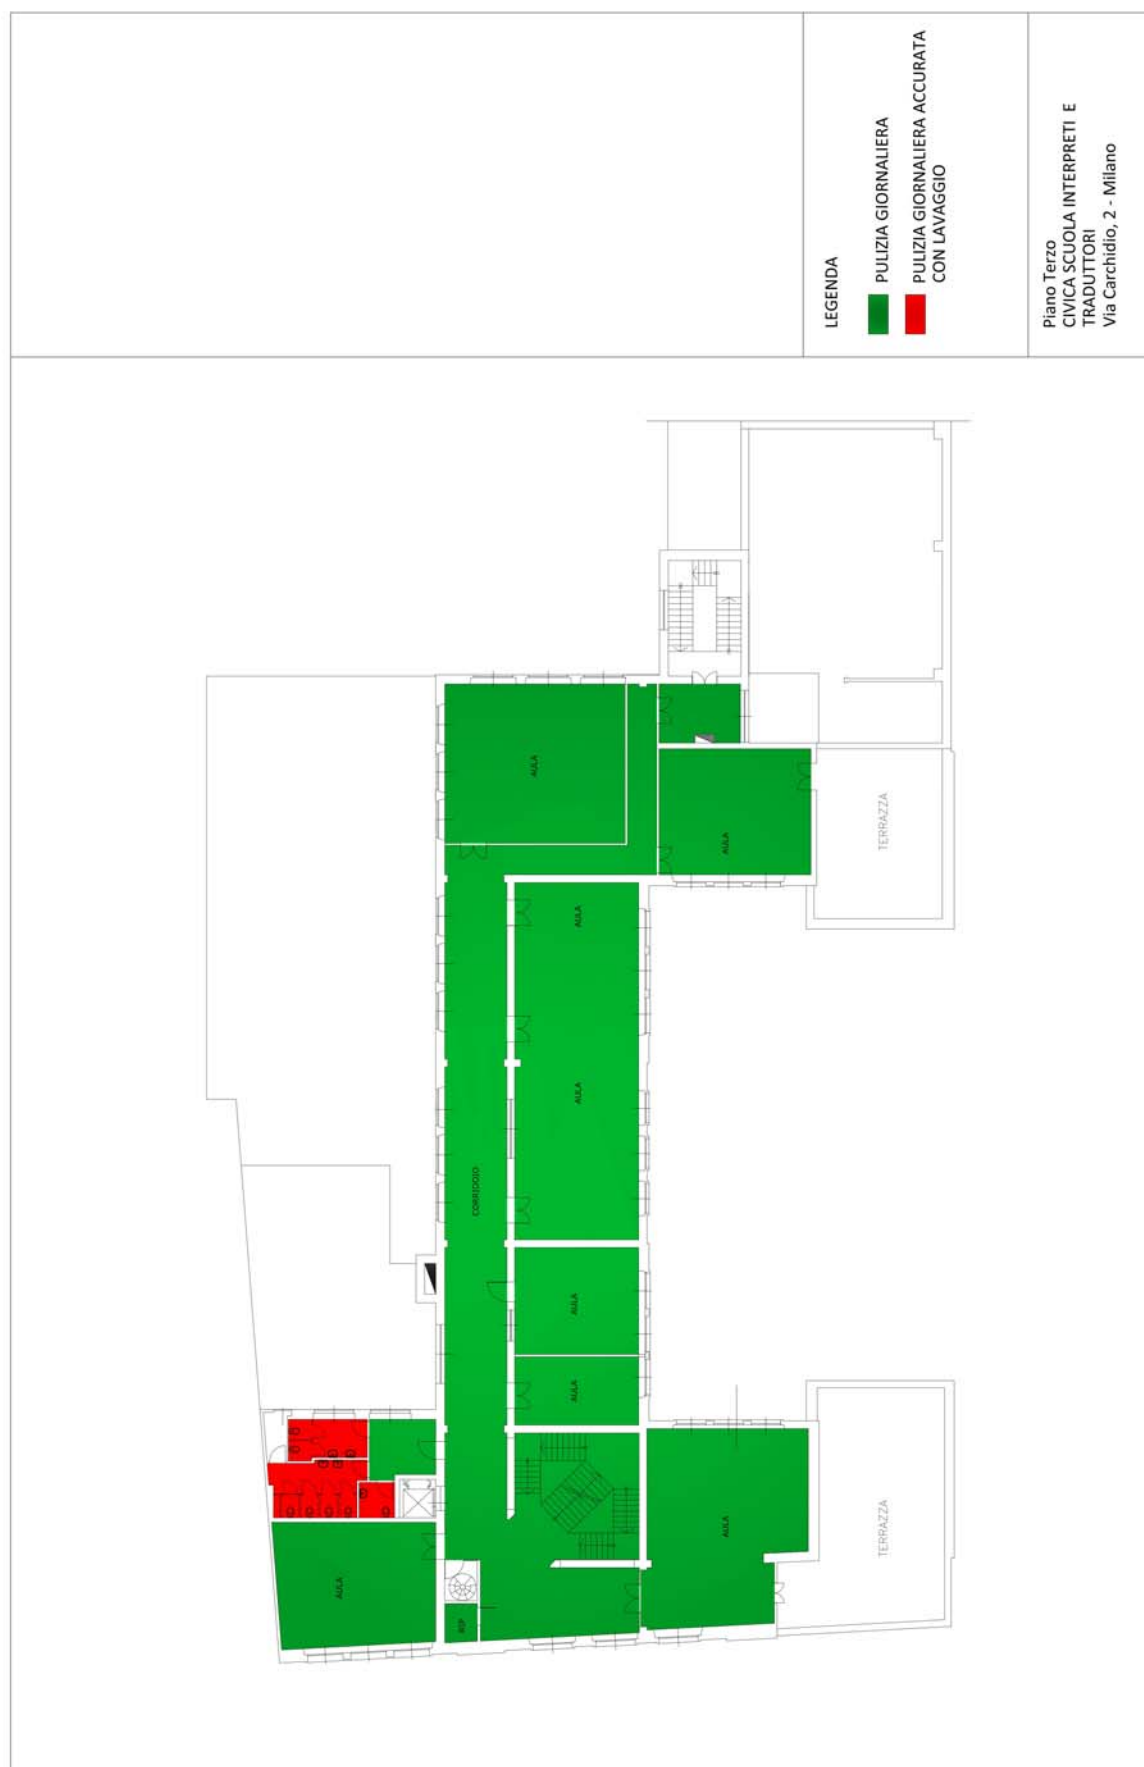 LEGENDA
PULIZIA GIORNALIERA
PULIZIA GIORNALIERA ACCURATA
CON LAVAGGIO
Piano Terzo
CIVICA SCUOLA INTERPRETI E
TRADUTTORI
Via Carchidio, 2 - Milano
AULA
RIP
AULA
TERRAZZA
AULA
AULA
CORRIDOIO
AULA
AULA
AULA
AULA
TERRAZZA